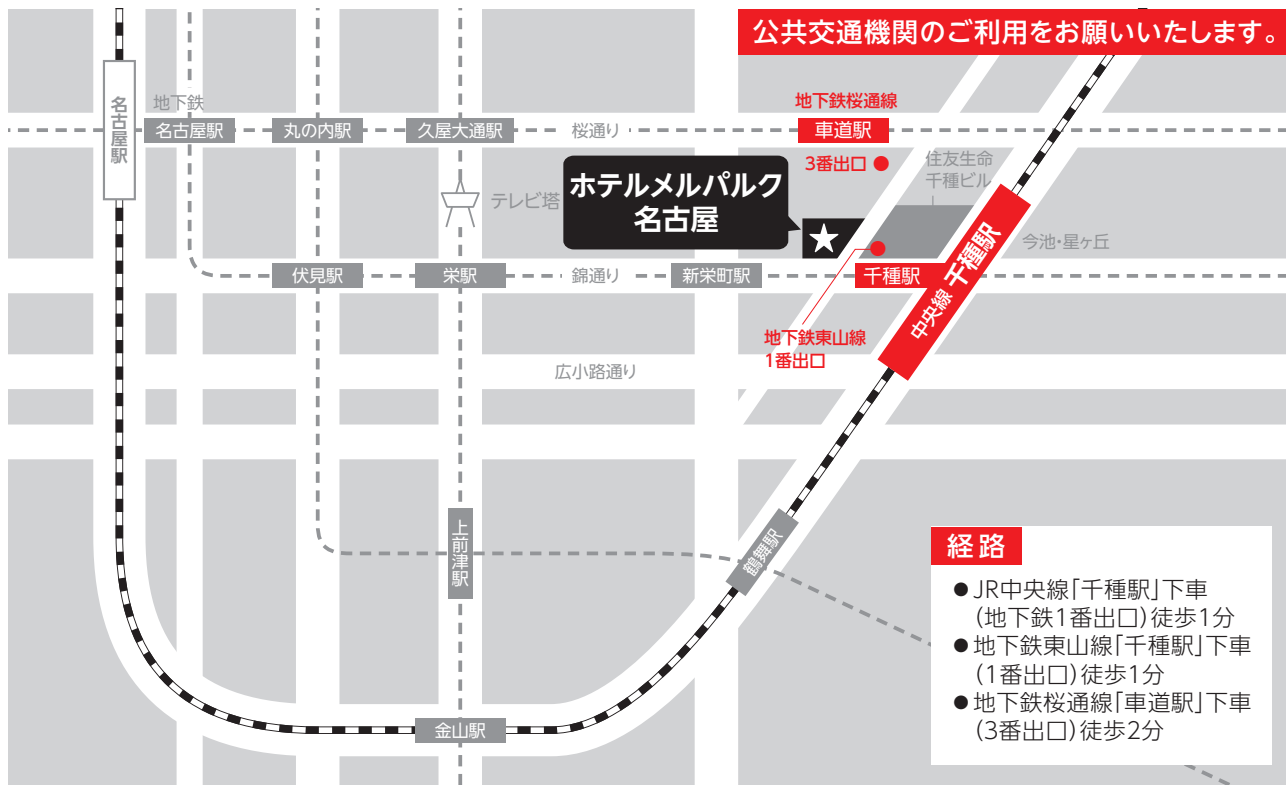 公共交通機関のご利用をお願いいたします。
名古屋駅
地下鉄
名古屋駅
丸の内駅
久屋大通駅
桜通り
地下鉄桜通線
車道駅
3番出口
住友生命
千種ビル
テレビ塔
ホテルメルパルク
名古屋
今池・星ヶ丘
伏見駅
栄駅
錦通り
新栄町駅
千種駅
中央線 千種駅
地下鉄東山線
1番出口
広小路通り
上前津駅
鶴舞駅
金山駅
経路
●JR中央線「千種駅」下車
(地下鉄1番出口)徒歩1分
●地下鉄東山線「千種駅」下車
(1番出口)徒歩1分
●地下鉄桜通線「車道駅」下車
(3番出口)徒歩2分